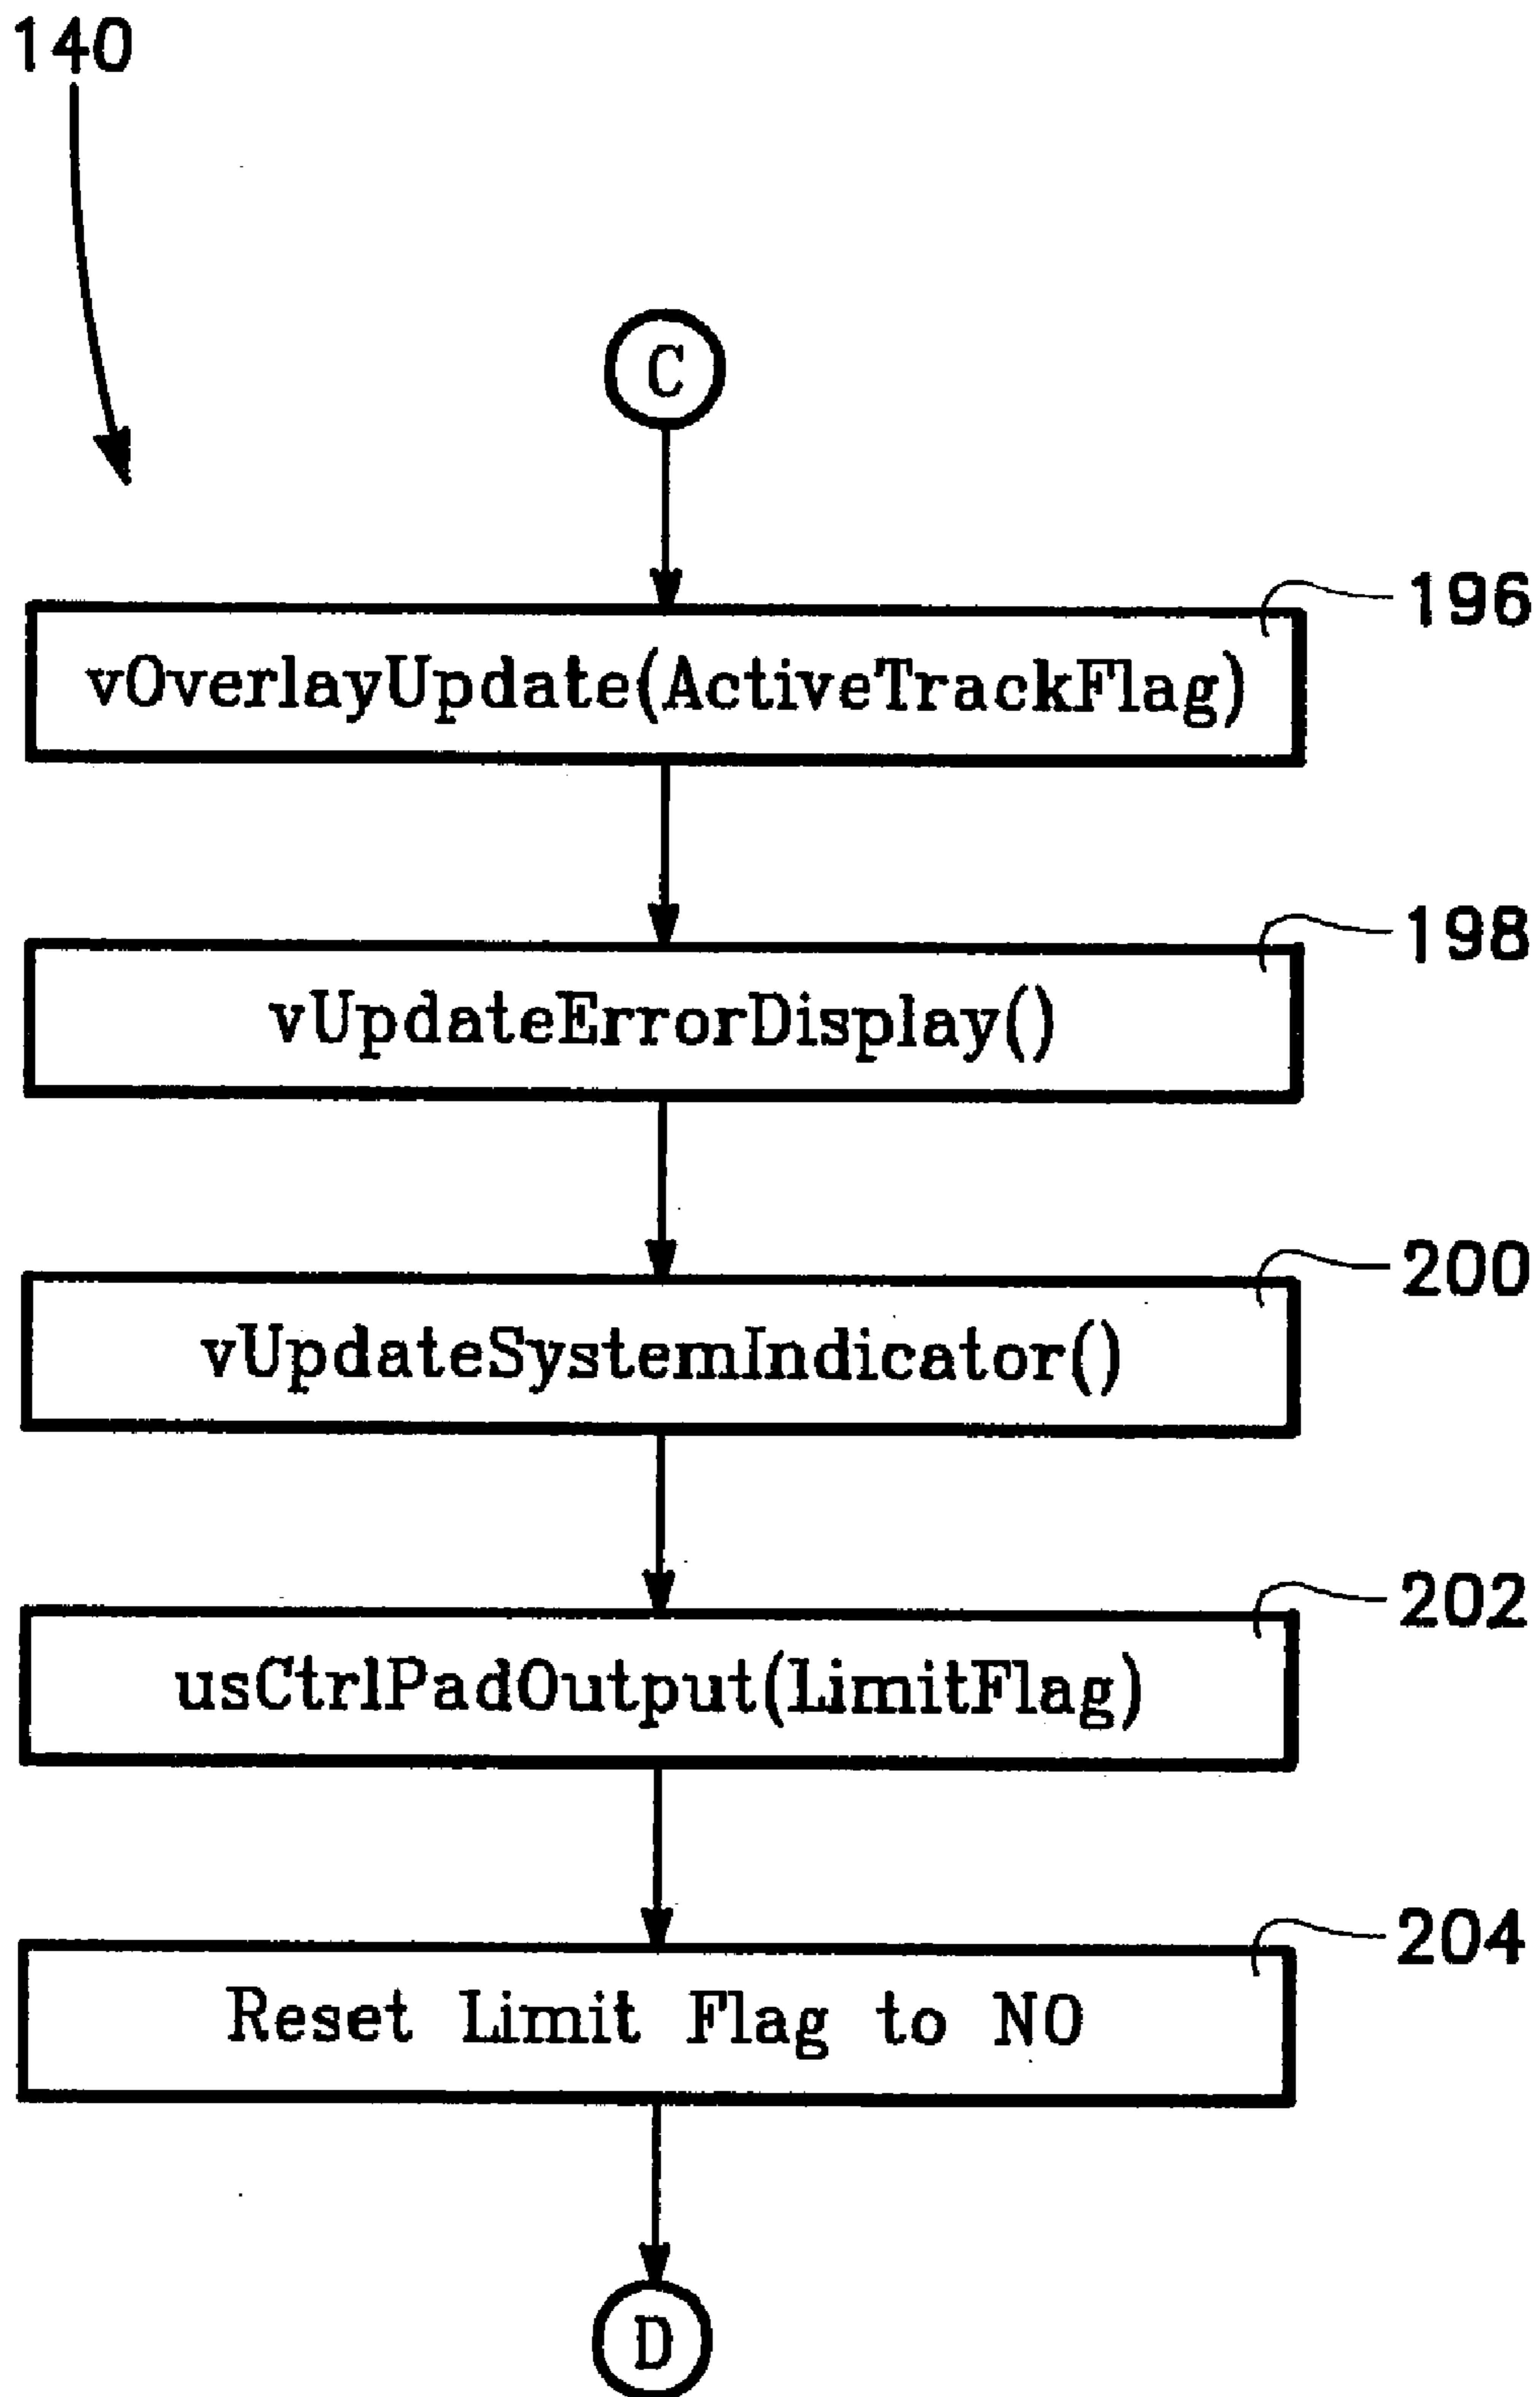 140
C
196
vOverlayUpdate(ActiveTrackFlag)
198
vUpdateErrorDisplay()
200
vUpdateSystemIndicator()
202
usCtrlPadOutput(LimitFlag)
204
Reset Limit Flag to NO
D